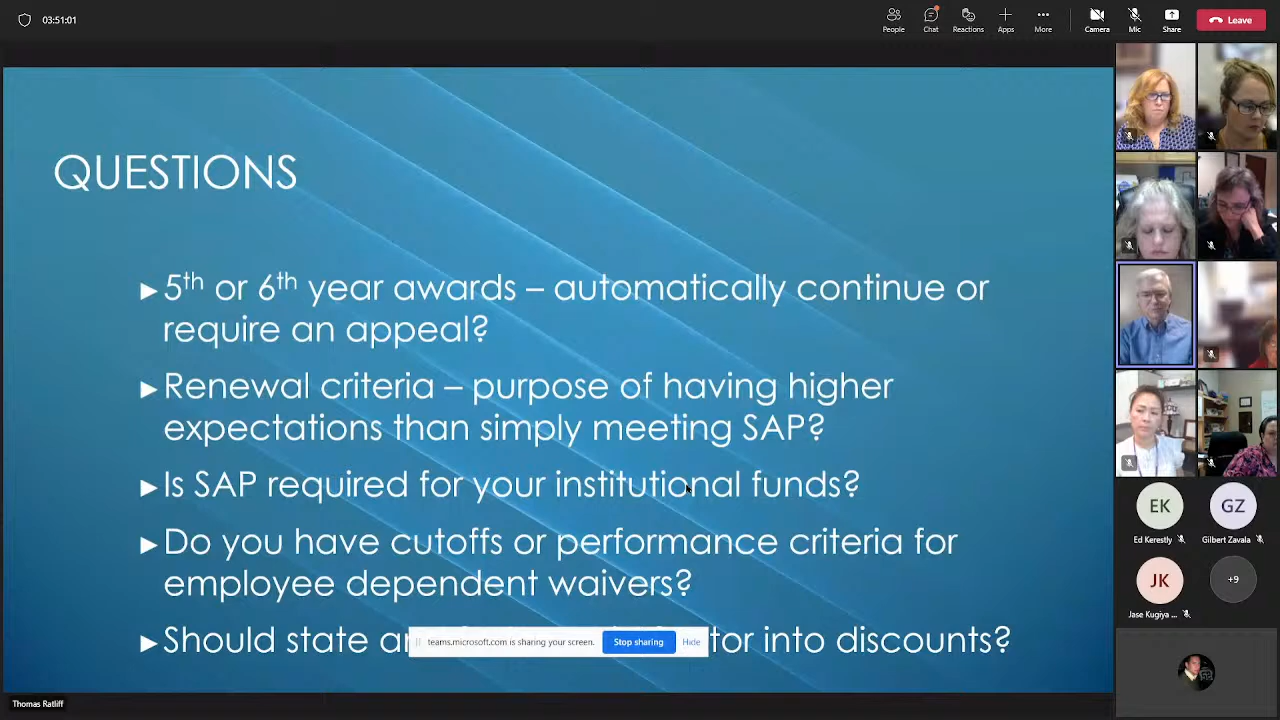 03:51:01
People
Chat
Reactions
Apps
More
Camera
Mic
Share
Leave
QUESTIONS
▸5th or 6th year awards – automatically continue or
require an appeal?
▸Renewal criteria – purpose of having higher
expectations than simply meeting SAP?
▸Is SAP required for your institutional funds?
▸Do you have cutoffs or performance criteria for
employee dependent waivers?
▸Should state into discounts?
teams.microsoft.com is sharing your screen.
Stop sharing
Hide
EK
GZ
Ed Kerestly
Gilbert Zavala
JK
+9
Jase Kugiya ...
Thomas Ratliff